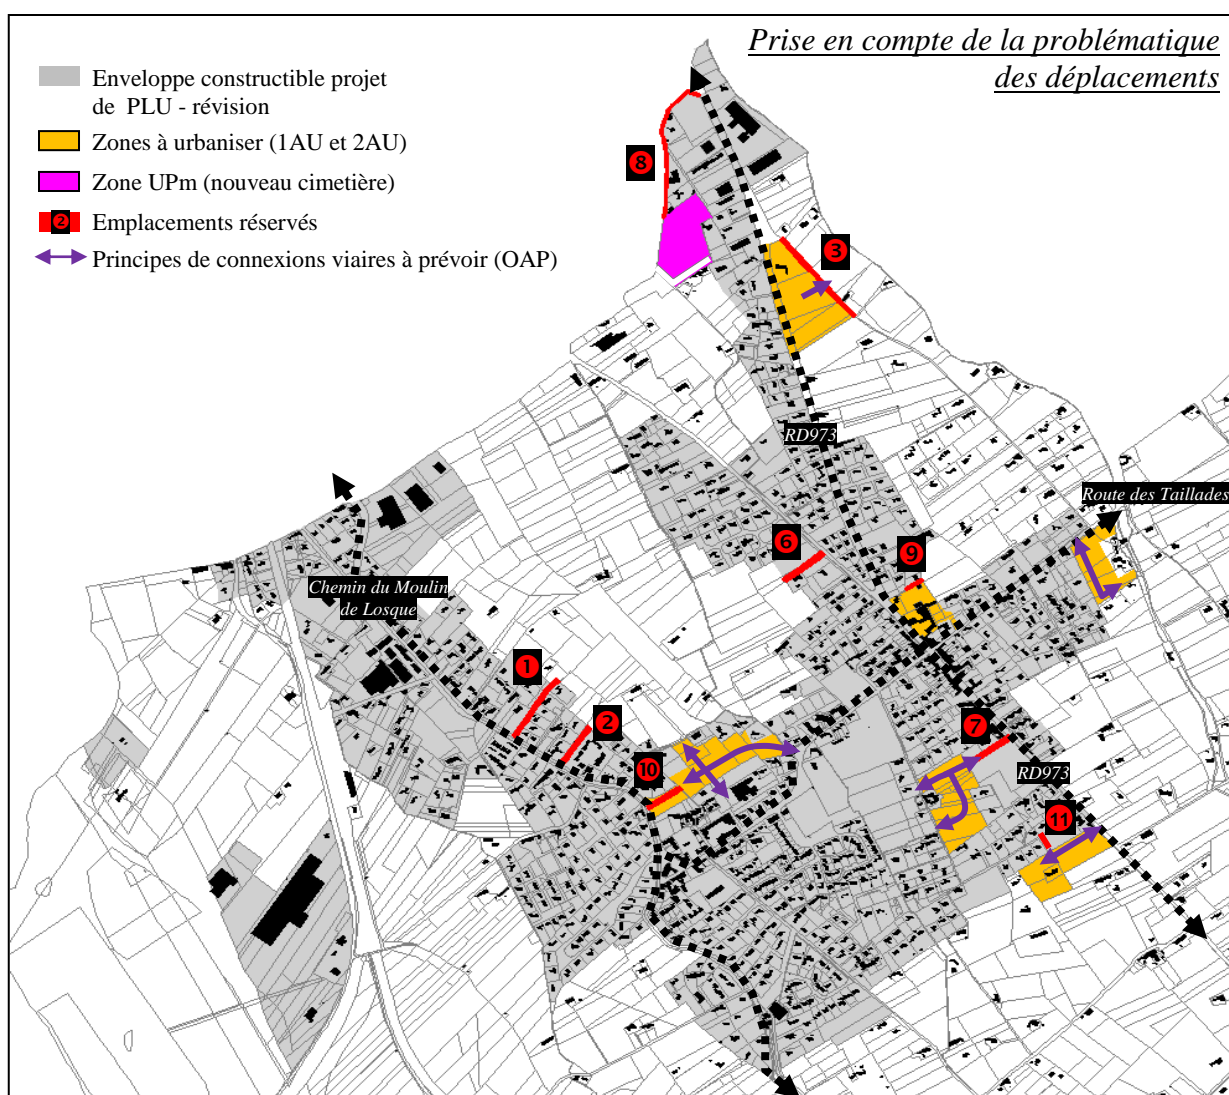 Prise en compte de la problématique
des déplacements
Enveloppe constructible projet
de PLU - révision
Zones à urbaniser (1AU et 2AU)
Zone UPm (nouveau cimetière)
2 Emplacements réservés
Principes de connexions viaires à prévoir (OAP)
8
3
RD973
Route des Taillades
6
9
Chemin du Moulin
de Losque
1
2
7
10
RD973
11